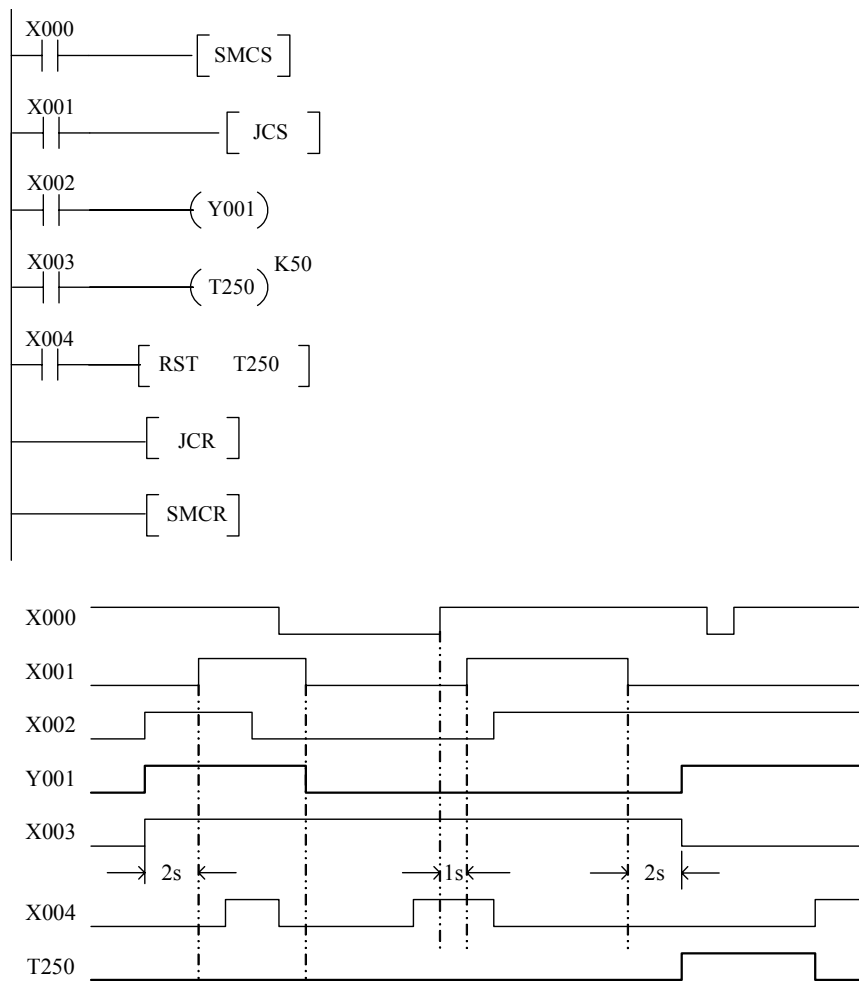 X000
SMCS
X001
JCS
X002
Y001
X003
T250
K50
X004
RST T250
JCR
SMCR
X000
X001
X002
Y001
X003
2s
1s
2s
X004
T250